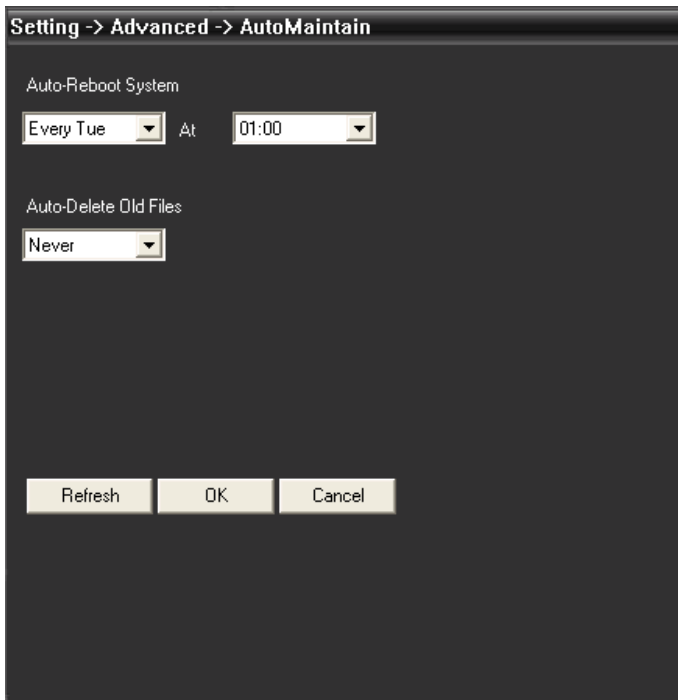 Setting -> Advanced -> AutoMaintain
Auto-Reboot System
Every Tue At 01:00
Auto-Delete Old Files
Never
Refresh OK Cancel